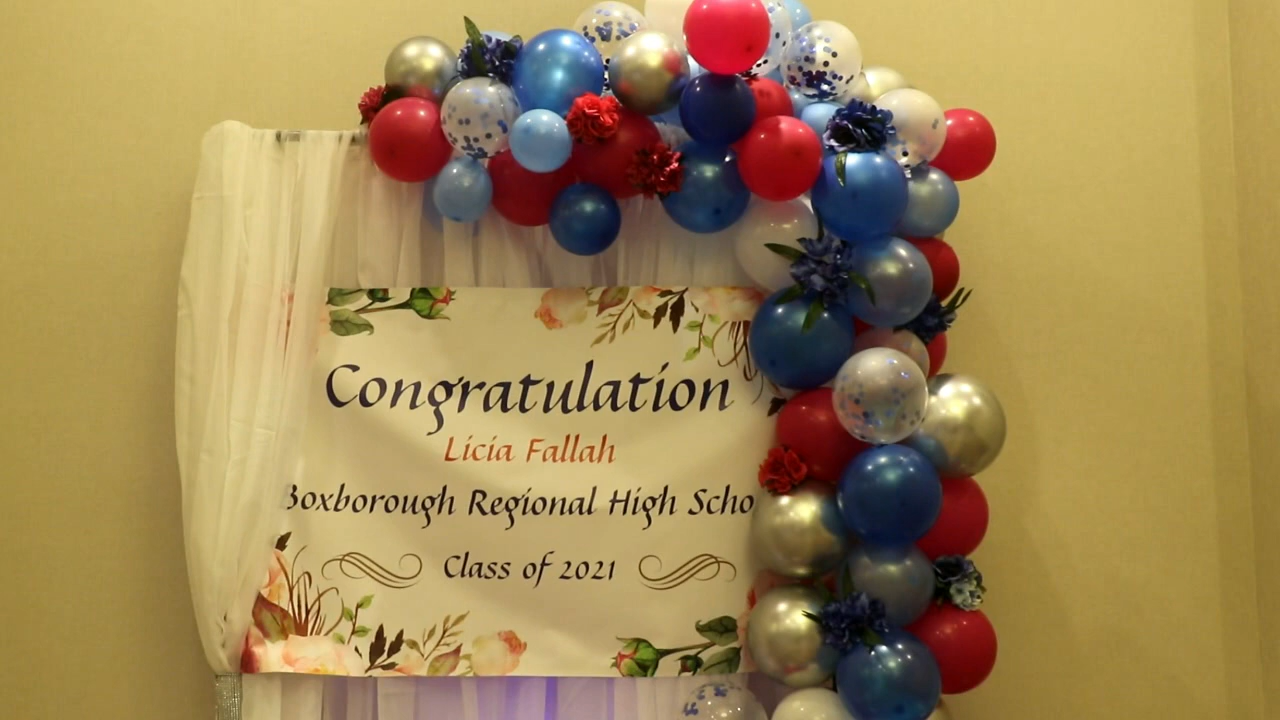 Congratulation
Licia Fallah
Boxborough Regional High Scho
Class of 2021